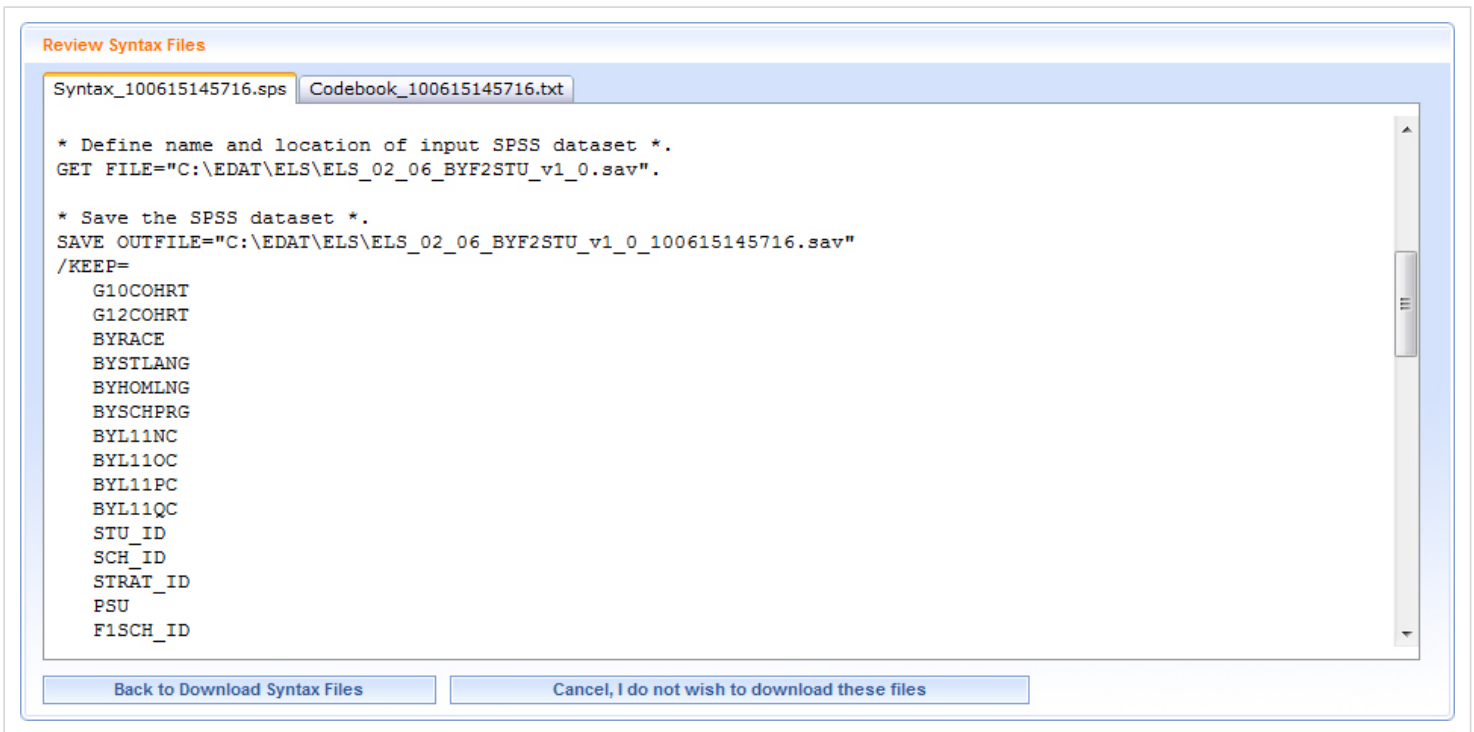 Review Syntax Files
Syntax_100615145716.sps Codebook_100615145716.txt
* Define name and location of input SPSS dataset *.
GET FILE="C:\EDAT\ELS\ELS_02_06_BYF2STU_v1_0.sav".
* Save the SPSS dataset *.
SAVE OUTFILE="C:\EDAT\ELS\ELS_02_06_BYF2STU_v1_0_100615145716.sav"
/KEEP=
G10COHRT
G12COHRT
BYRACE
BYSTLANG
BYHOMLNG
BYSCHPRG
BYL11NC
BYL11OC
BYL11PC
BYL11QC
STU_ID
SCH_ID
STRAT_ID
PSU
F1SCH_ID
Back to Download Syntax Files Cancel, I do not wish to download these files